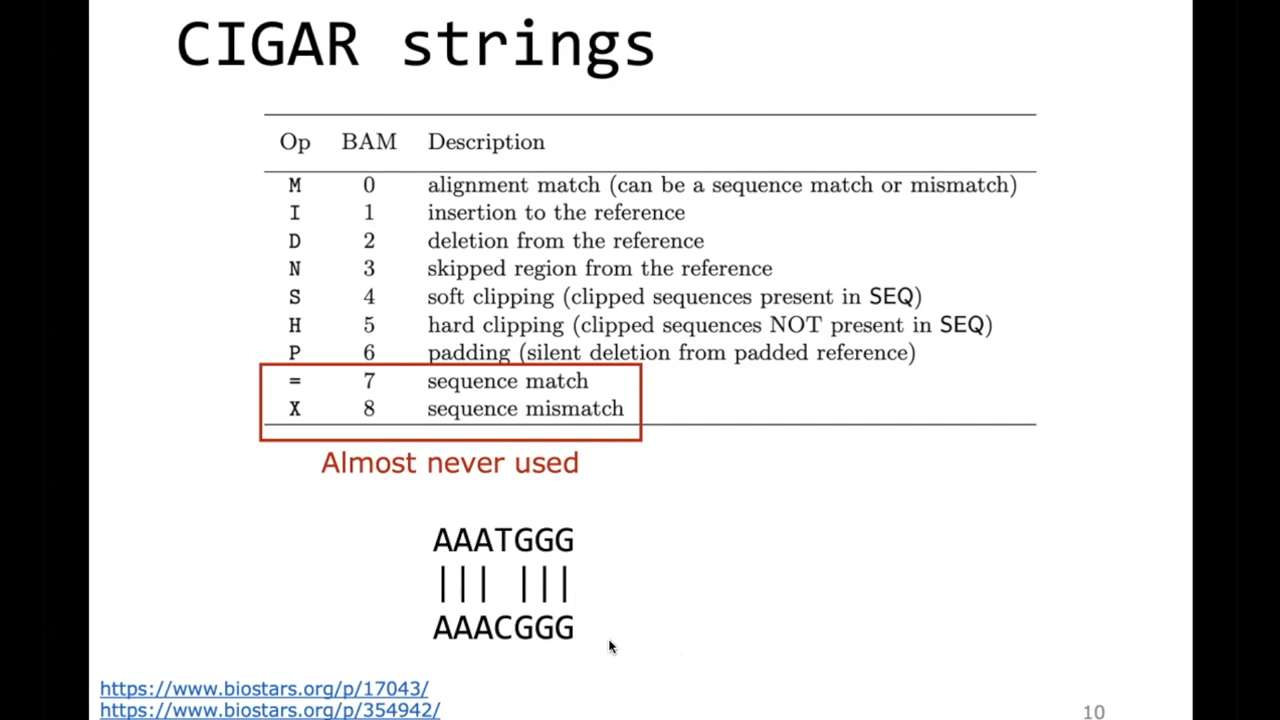 CIGAR strings
Op BAM Description
M 0 alignment match (can be a sequence match or mismatch)
I 1 insertion to the reference
D 2 deletion from the reference
N 3 skipped region from the reference
S 4 soft clipping (clipped sequences present in SEQ)
H 5 hard clipping (clipped sequences NOT present in SEQ)
P 6 padding (silent deletion from padded reference)
= 7 sequence match
X 8 sequence mismatch
Almost never used
AAATGGG
||| |||
AAACGGG
https://www.biostars.org/p/17043/
https://www.biostars.org/p/354942/
10